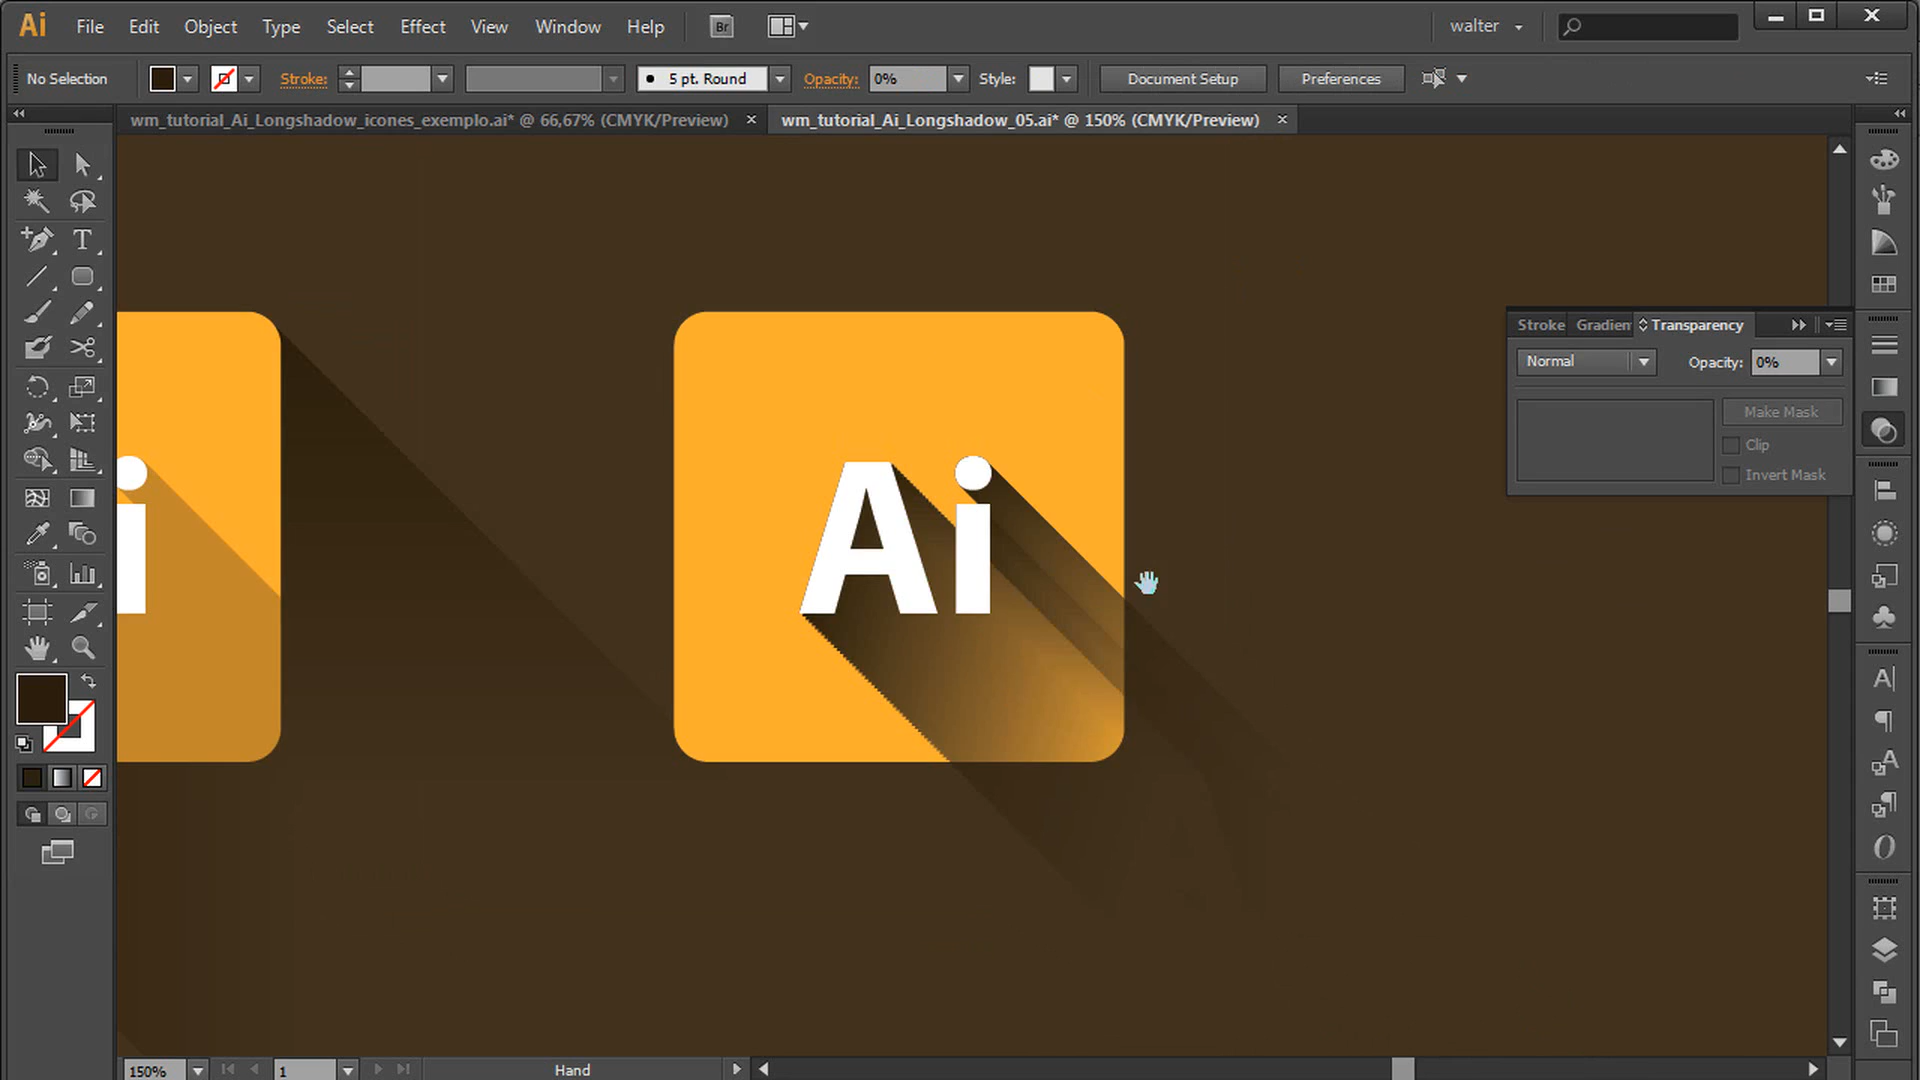 Ai File Edit Object Type Select Effect View Window Help Br walter
No Selection Stroke: 5 pt. Round Opacity: 0% Style: Document Setup Preferences
wm_tutorial_Ai_Longshadow_icones_exemplo.ai* @ 66,67% (CMYK/Preview) wm_tutorial_Ai_Longshadow_05.ai* @ 150% (CMYK/Preview)
Stroke Gradien Transparency
Normal Opacity: 0%
Make Mask
Clip
Invert Mask
i
Ai
150% 1 Hand